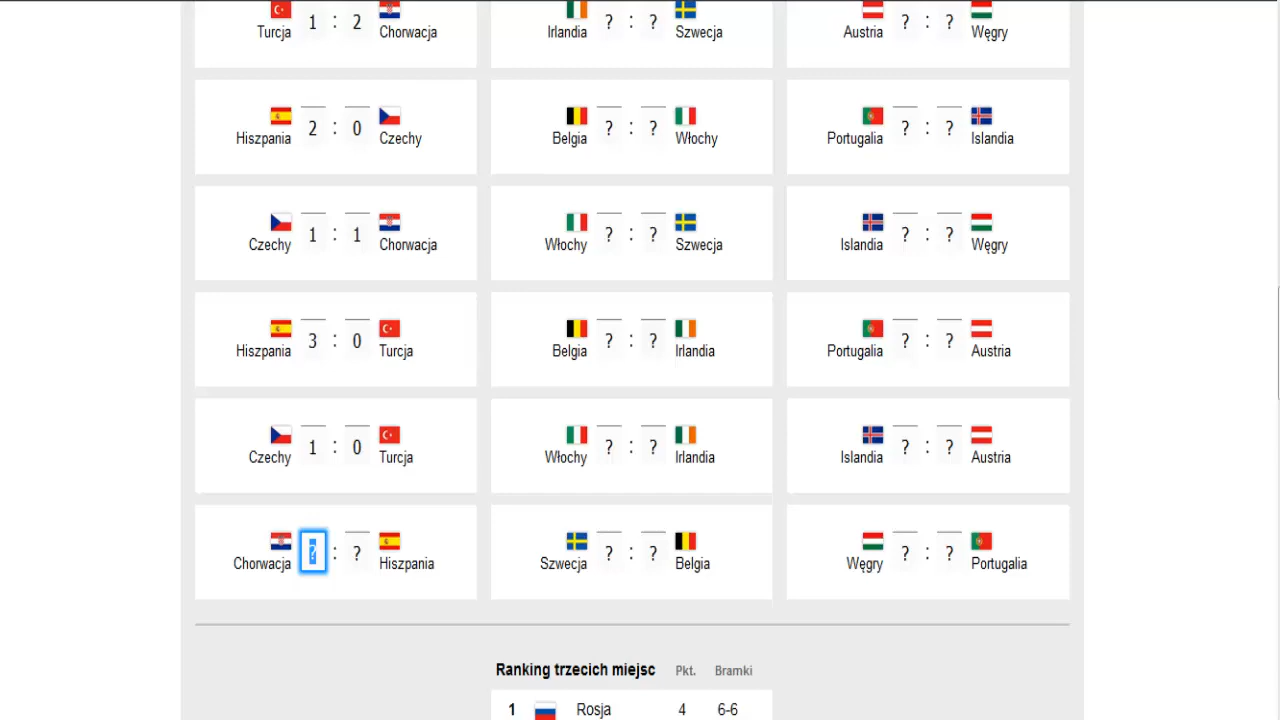 Turcja 1 : 2 Chorwacja
Irlandia ? : ? Szwecja
Austria ? : ? Węgry
Hiszpania 2 : 0 Czechy
Belgia ? : ? Włochy
Portugalia ? : ? Islandia
Czechy 1 : 1 Chorwacja
Włochy ? : ? Szwecja
Islandia ? : ? Węgry
Hiszpania 3 : 0 Turcja
Belgia ? : ? Irlandia
Portugalia ? : ? Austria
Czechy 1 : 0 Turcja
Włochy ? : ? Irlandia
Islandia ? : ? Austria
Chorwacja ? : ? Hiszpania
Szwecja ? : ? Belgia
Węgry ? : ? Portugalia
Ranking trzecich miejsc Pkt. Bramki
1 Rosja 4 6-6